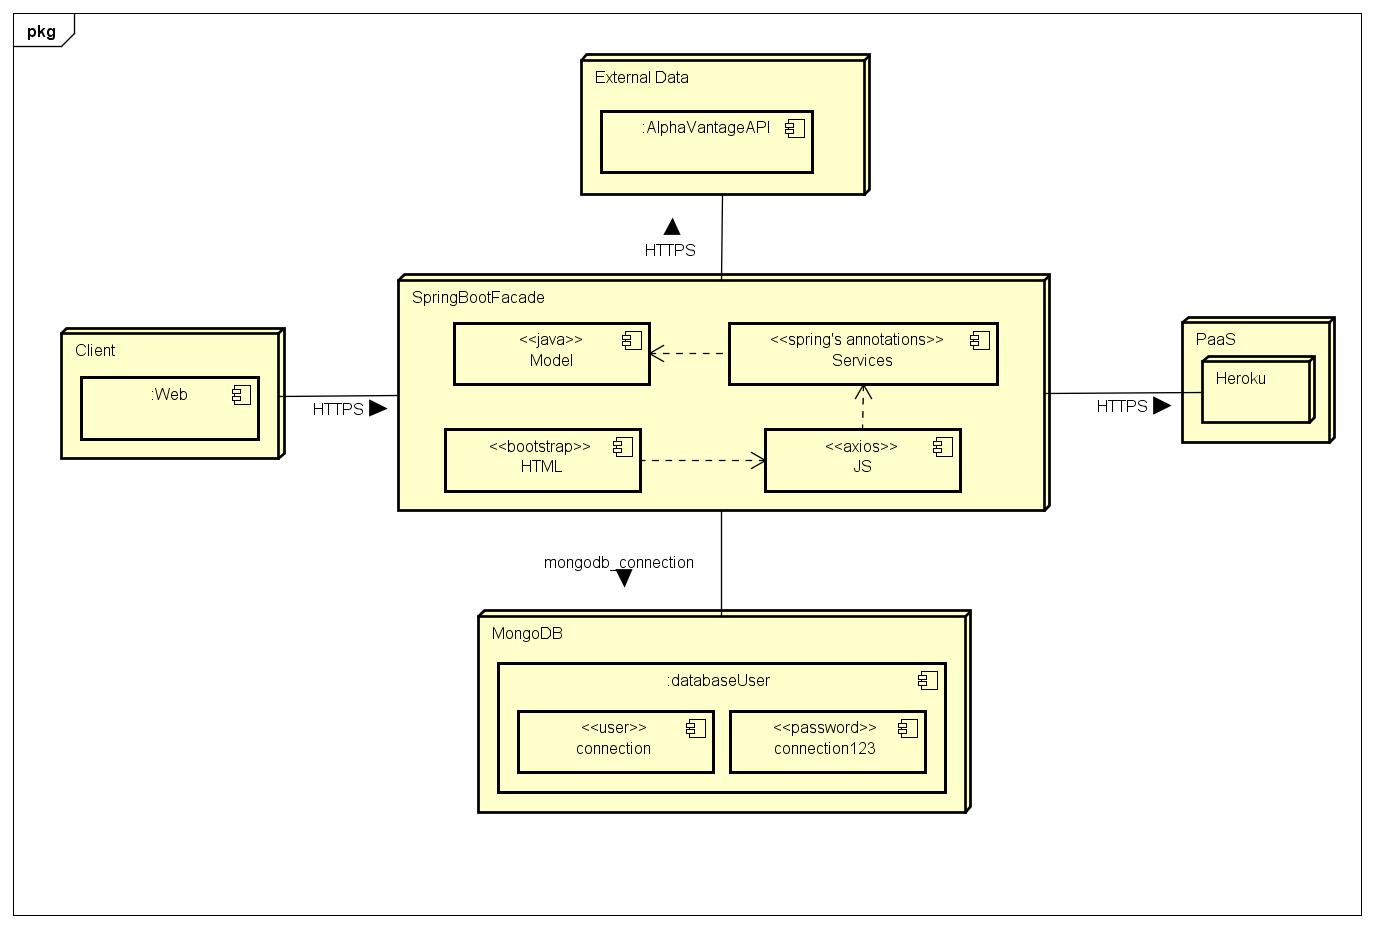 pkg
External Data
:AlphaVantageAPI
HTTPS
SpringBootFacade
<<java>>
Model
<<spring's annotations>>
Services
<<bootstrap>>
HTML
<<axios>>
JS
Client
:Web
HTTPS
PaaS
Heroku
HTTPS
mongodb_connection
MongoDB
:databaseUser
<<user>>
connection
<<password>>
connection123